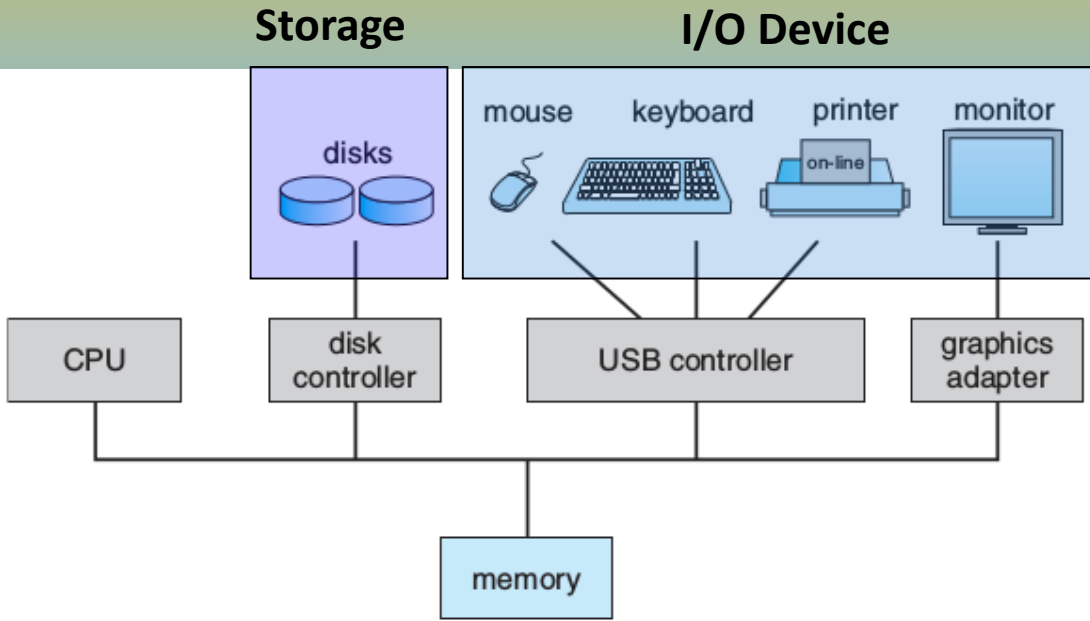 Storage
I/O Device
mouse
keyboard
printer
monitor
disks
on-line
CPU
disk
controller
USB controller
graphics
adapter
memory